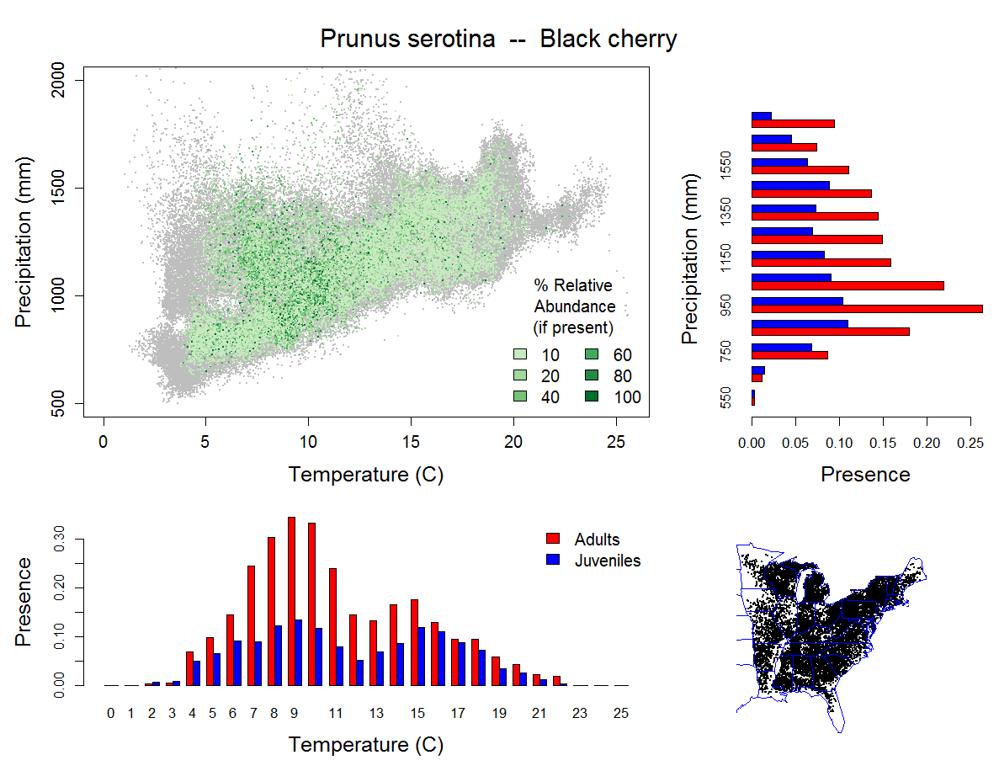 Prunus serotina -- Black cherry
Precipitation (mm)
2000
1500
1000
500
0 5 10 15 20 25
Temperature (C)
% Relative
Abundance
(if present)
10 60
20 80
40 100
Precipitation (mm)
1550
1350
1150
950
750
550
0.00 0.05 0.10 0.15 0.20 0.25
Presence
Presence
0.30
0.20
0.10
0.00
Adults
Juveniles
0 1 2 3 4 5 6 7 8 9 11 13 15 17 19 21 23 25
Temperature (C)